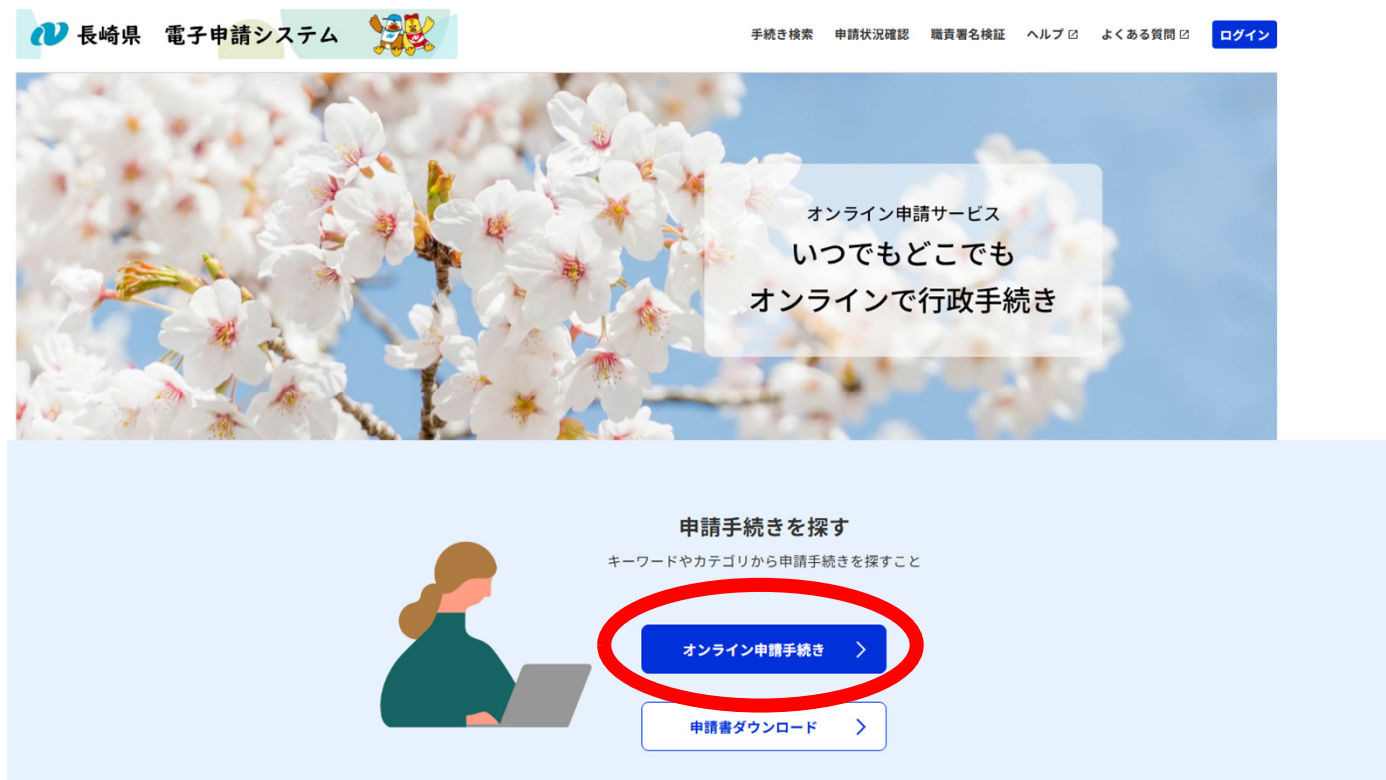 長崎県 電子申請システム
手続き検索 申請状況確認 職責署名検証 ヘルプ よくある質問 ログイン
オンライン申請サービス
いつでもどこでも
オンラインで行政手続き
申請手続きを探す
キーワードやカテゴリから申請手続きを探すこと
オンライン申請手続き
申請書ダウンロード